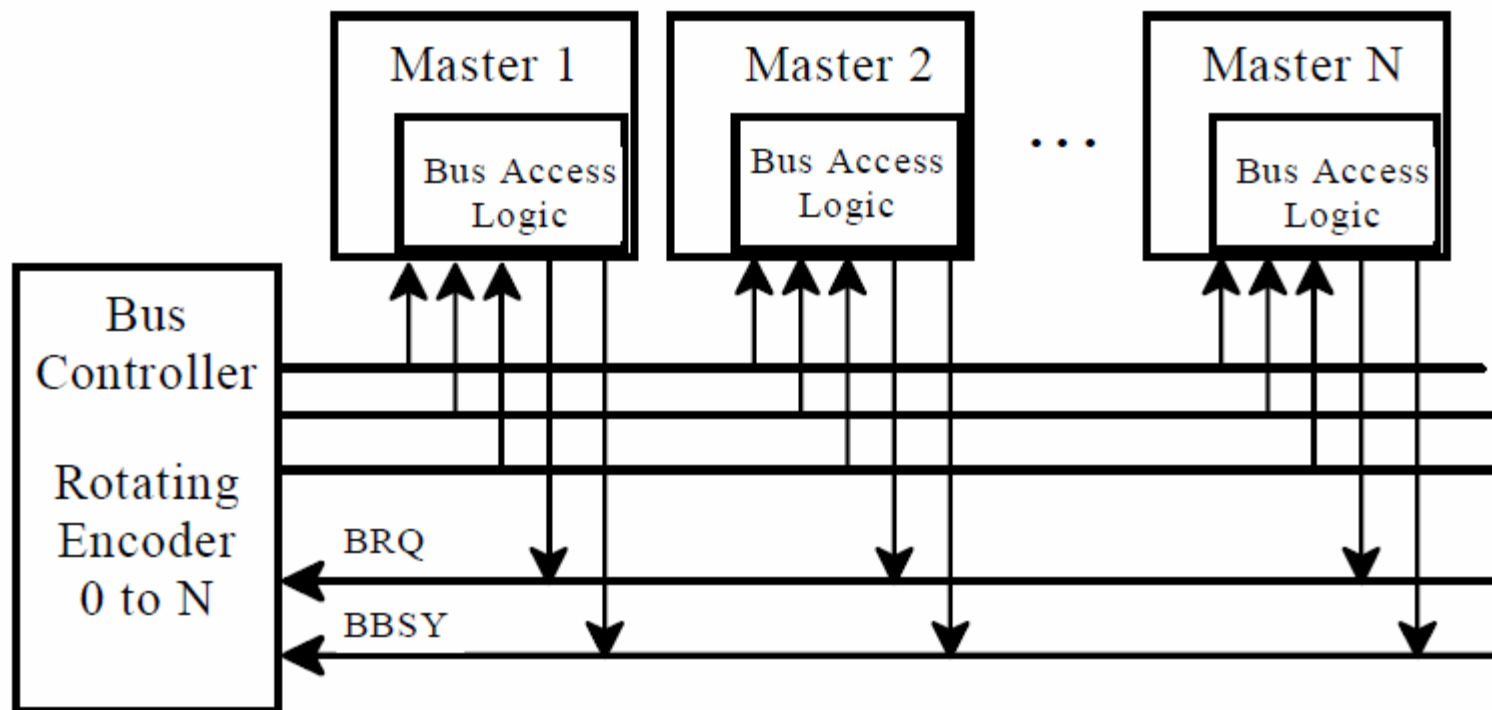 Master 1
Bus Access
Logic
Master 2
Bus Access
Logic
. . .
Master N
Bus Access
Logic
Bus
Controller
Rotating
Encoder
0 to N
BRQ
BBSY